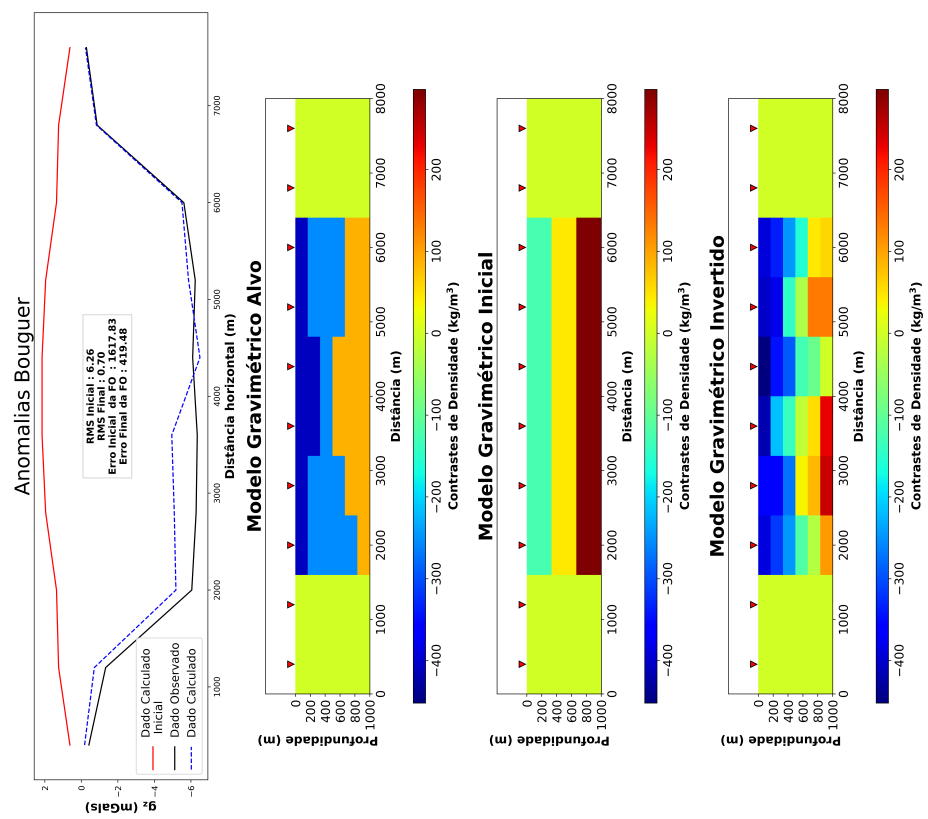 Anomalias Bouguer
g_z (mGals)
2
0
−2
−4
−6
RMS Inicial : 6.26
RMS Final : 0.70
Erro Inicial  da FO : 1617.83
Erro Final da FO : 419.48
Dado Calculado
Inicial
Dado Observado
Dado Calculado
1000 2000 3000 4000 5000 6000 7000
Distância horizontal (m)
Modelo Gravimétrico Alvo
Profundidade (m)
0
200
400
600
800
1000
0 1000 2000 3000 4000 5000 6000 7000 8000
Distância (m)
−400 −300 −200 −100 0 100 200
Contrastes de Densidade (kg/m³)
Modelo Gravimétrico Inicial
Profundidade (m)
0
200
400
600
800
1000
0 1000 2000 3000 4000 5000 6000 7000 8000
Distância (m)
−400 −300 −200 −100 0 100 200
Contrastes de Densidade (kg/m³)
Modelo Gravimétrico Invertido
Profundidade (m)
0
200
400
600
800
1000
0 1000 2000 3000 4000 5000 6000 7000 8000
Distância (m)
−400 −300 −200 −100 0 100 200
Contrastes de Densidade (kg/m³)